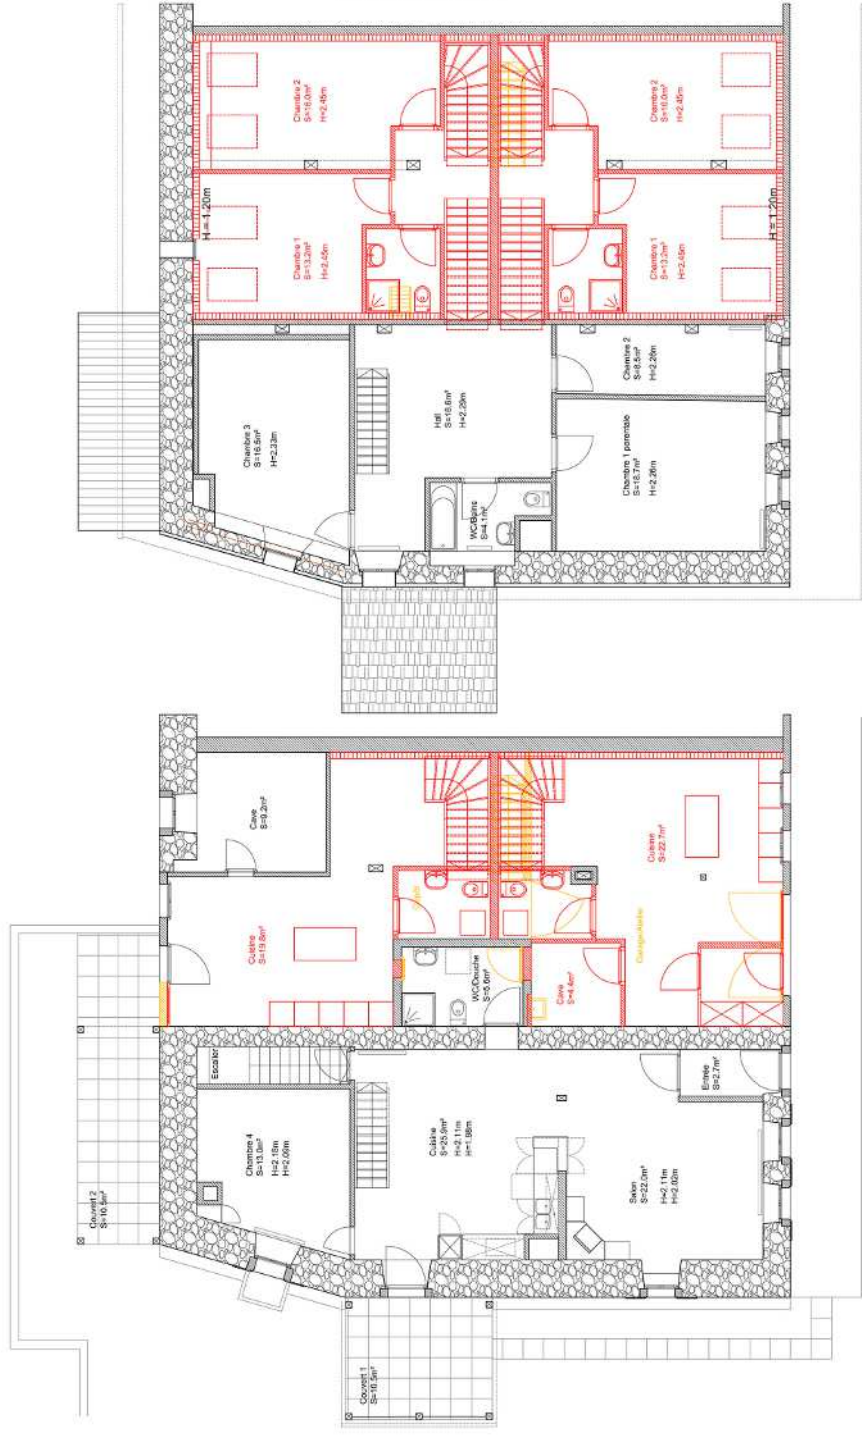 Chambre 2
S=16.0m²
H=2.45m
Chambre 2
S=16.0m²
H=2.45m
H = 1.20m
Chambre 1
S=13.2m²
H=2.45m
Chambre 1
S=13.2m²
H=2.45m
H = 1.20m
Chambre 3
S=16.5m²
H=2.33m
Hall
S=18.6m²
H=2.29m
Chambre 2
S=8.5m²
H=2.26m
WC/Bains
S=4.1m²
Chambre 1 parentale
S=18.7m²
H=2.26m
Cave
S=9.2m²
Cuisine
S=19.8m²
Dépôt
Cuisine
S=22.7m²
Garage/Atelier
WC/Douche
S=5.6m²
Cave
S=4.4m²
Escalier
Chambre 4
S=13.0m²
H=2.18m
H=2.09m
Cuisine
S=25.9m²
H=2.11m
H=1.98m
Entrée
S=2.7m²
Salon
S=22.0m²
H=2.11m
H=2.02m
Couvert 2
S=10.5m²
Couvert 1
S=10.5m²